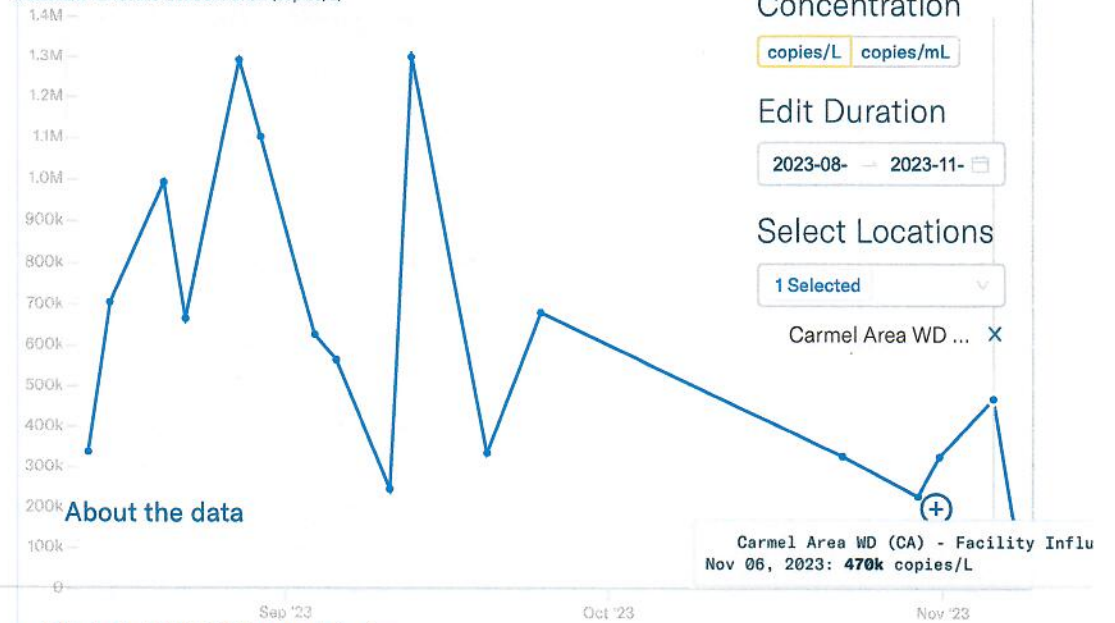 1.4M
Concentration
1.3M
copies/L copies/mL
1.2M
1.1M
Edit Duration
1.0M
2023-08- → 2023-11-
900k
Select Locations
800k
700k
1 Selected
600k
Carmel Area WD ... X
500k
400k
300k
200k
About the data
100k
Carmel Area WD (CA) - Facility Influ
Nov 06, 2023: 470k copies/L
0
Sep '23 Oct '23 Nov '23